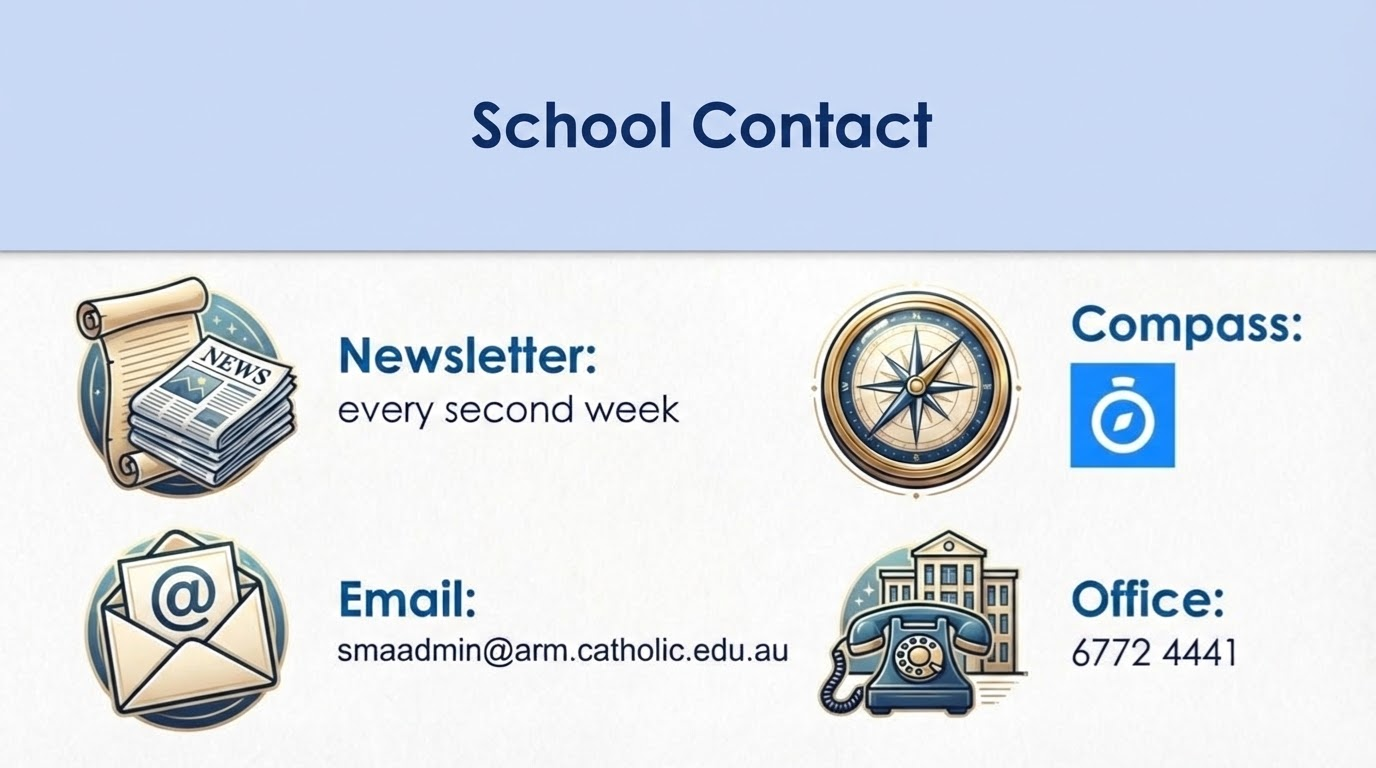 School Contact
NEWS
Newsletter:
every second week
Compass:
@
Email:
smaadmin@arm.catholic.edu.au
Office:
6772 4441